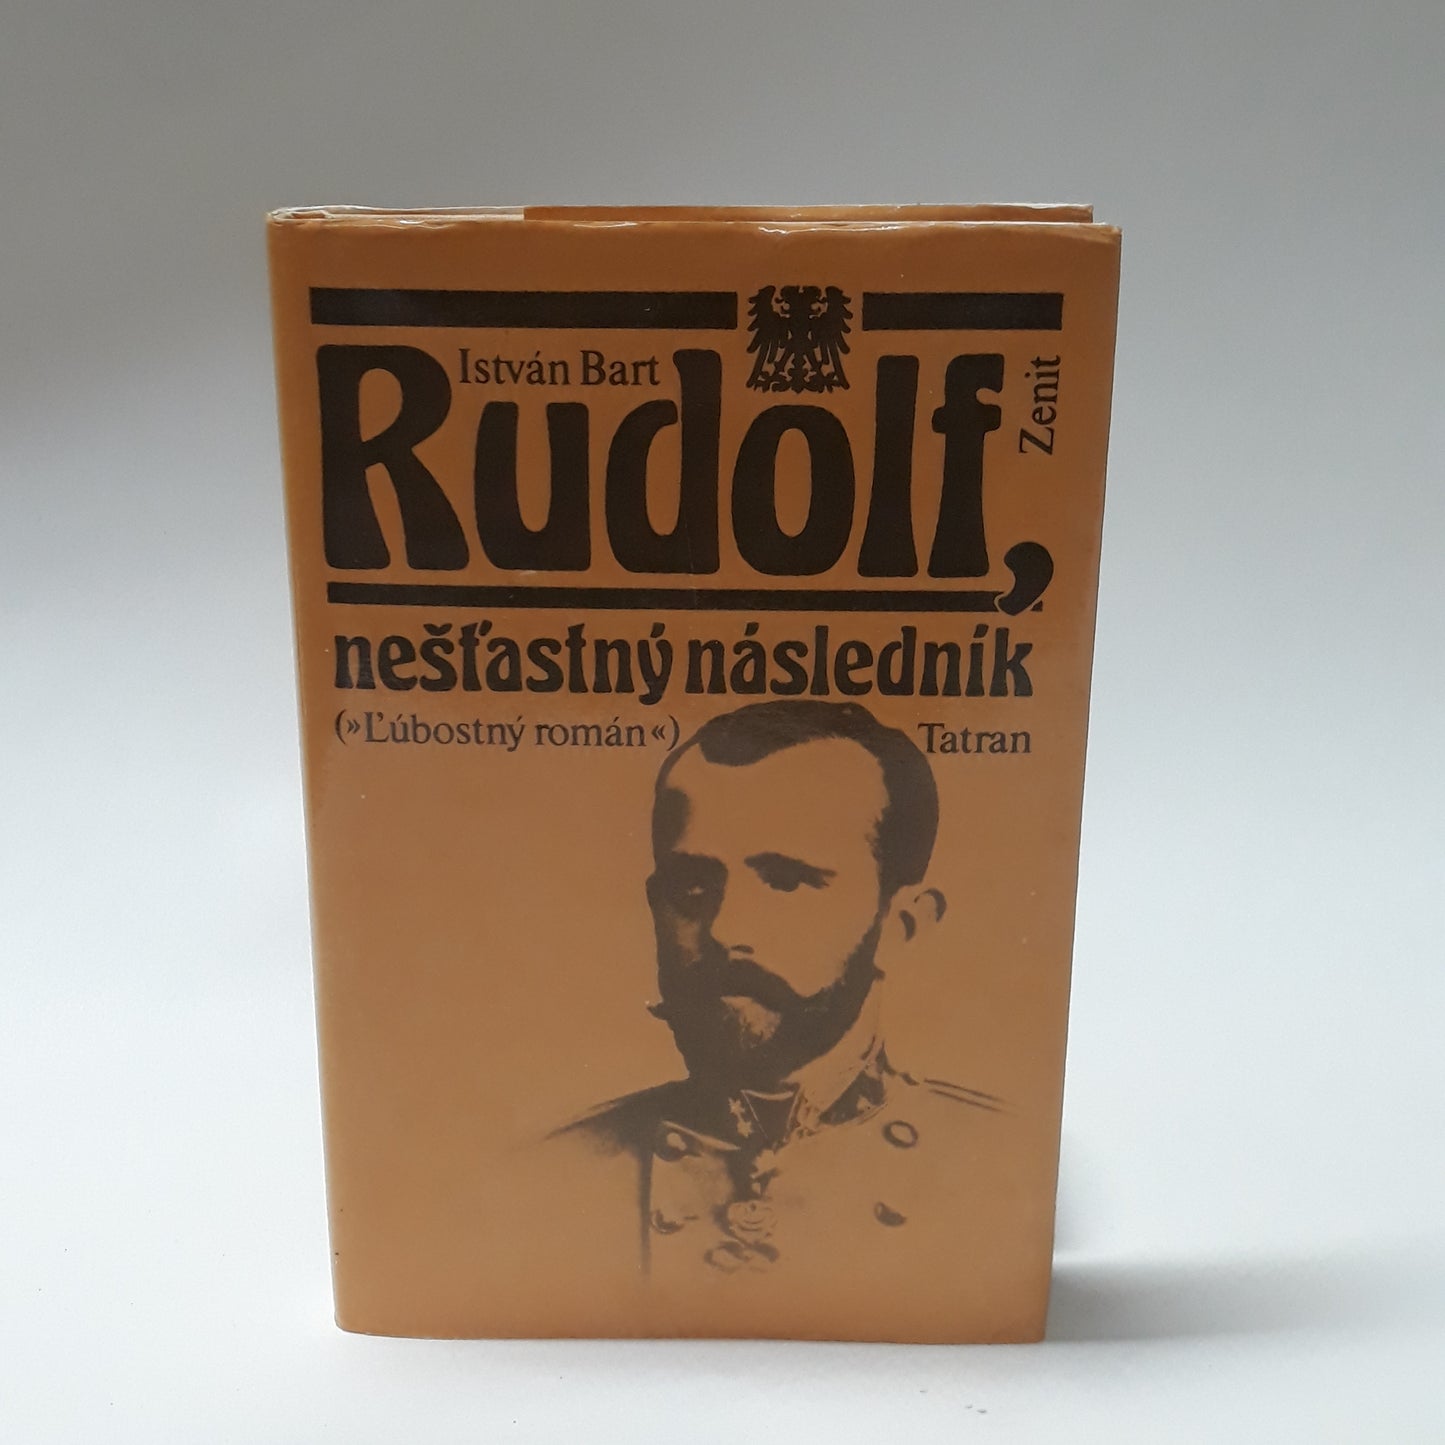 István Bart
Rudolf,
Zenit
nešťastný následník
(»Ľúbostný román«)
Tatran